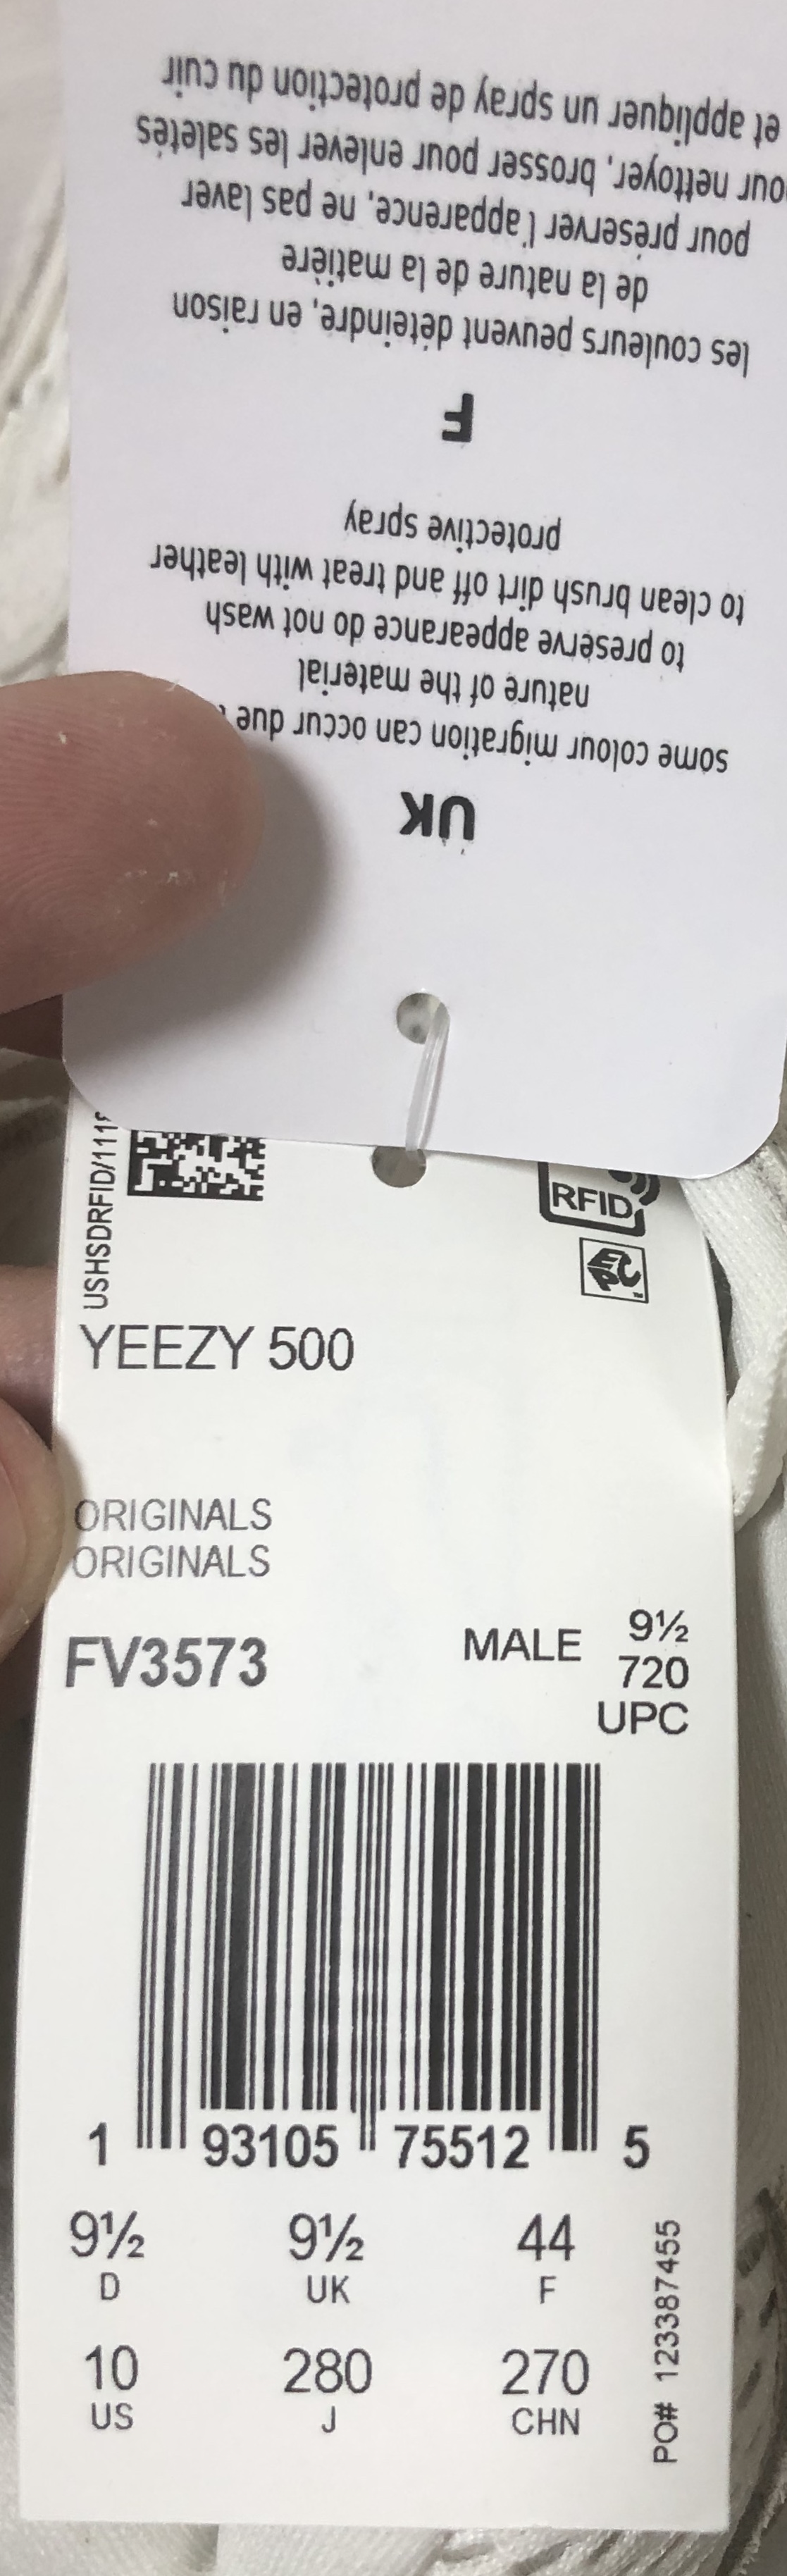 UK
some colour migration can occur due
nature of the material
to preserve appearance do not wash
to clean brush dirt off and treat with leather
protective spray
F
les couleurs peuvent déteindre, en raison
de la nature de la matière
pour préserver l'apparence, ne pas laver
nettoyer, brosser pour enlever les saletés
et appliquer un spray de protection du cuir
USHSDRFID/111
RFID
EPC
YEEZY 500
ORIGINALS
ORIGINALS
FV3573
MALE 9½
720
UPC
1 93105 75512 5
9½ 9½ 44
D UK F
10 280 270
US J CHN
PO# 123387455